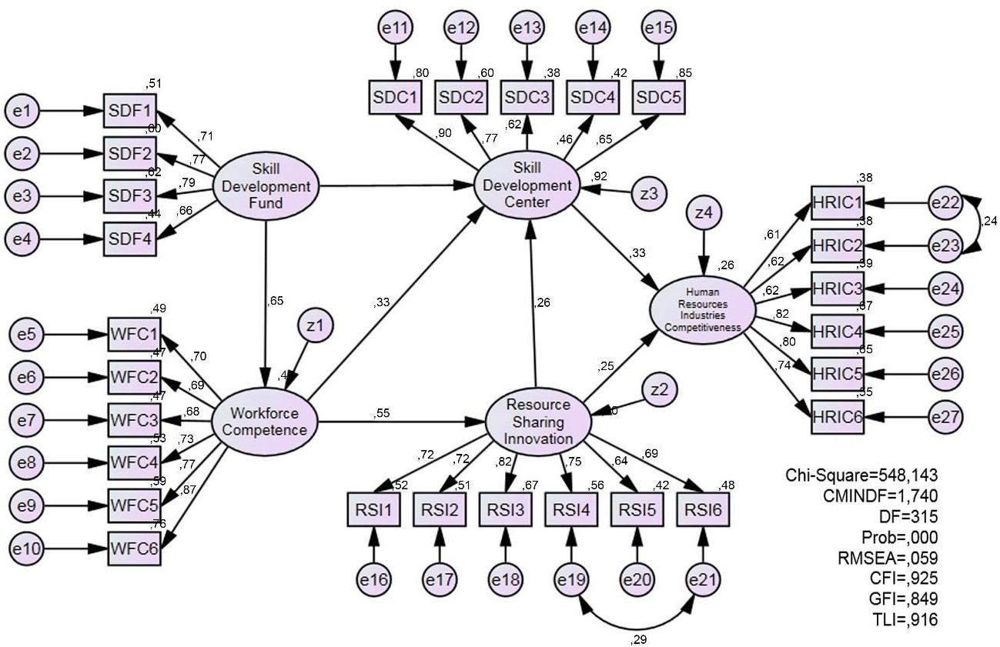 e11
e12
e13
e14
e15
,80
,60
,38
,42
,85
SDC1
SDC2
SDC3
SDC4
SDC5
,90
,77
,62
,46
,65
,51
e1
SDF1
,71
,60
e2
SDF2
,77
,62
e3
SDF3
,79
,44
e4
SDF4
,66
Skill
Development
Fund
Skill
Development
Center
,92
z3
z4
,26
,33
,65
,33
,26
,25
Human
Resources
Industries
Competitiveness
,38
HRIC1
e22
,61
,24
,38
HRIC2
e23
,62
,39
HRIC3
e24
,62
HRIC4
e25
,82
,65
HRIC5
e26
,80
,55
HRIC6
e27
,74
,49
e5
WFC1
,70
,47
e6
WFC2
,69
,47
e7
WFC3
,68
,53
e8
WFC4
,73
,59
e9
WFC5
,77
,76
e10
WFC6
,87
z1
Workforce
Competence
,55
Resource
Sharing
Innovation
z2
,72
,72
,82
,75
,64
,69
,52
,51
,67
,56
,42
,48
RSI1
RSI2
RSI3
RSI4
RSI5
RSI6
e16
e17
e18
e19
e20
e21
,29
Chi-Square=548,143
CMINDF=1,740
DF=315
Prob=,000
RMSEA=,059
CFI=,925
GFI=,849
TLI=,916